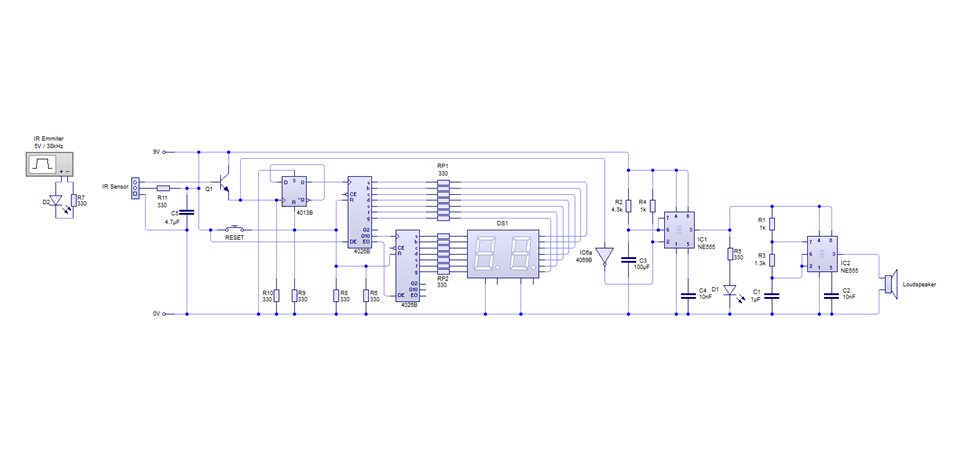 IR Emmiter
5V / 38kHz
D2
R7
330
9V
IR Sensor
R11
330
C5
4.7µF
Q1
RESET
D S Q
R
4013B
R10
330
R9
330
R8
330
R6
330
CE
R
a
b
c
d
e
f
g
Q2
Q10
DE EO
4026B
CE
R
a
b
c
d
e
f
g
Q2
Q10
DE EO
4026B
RP1
330
RP2
330
DS1
IC6a
4069B
R2
4.3k
R4
1k
C3
100µF
7 4 8
6 3
2 1 5
IC1
NE555
C4
10nF
R5
330
D1
R1
1k
R3
1.3k
C1
1µF
7 4 8
6 3
2 1 5
IC2
NE555
C2
10nF
Loudspeaker
0V